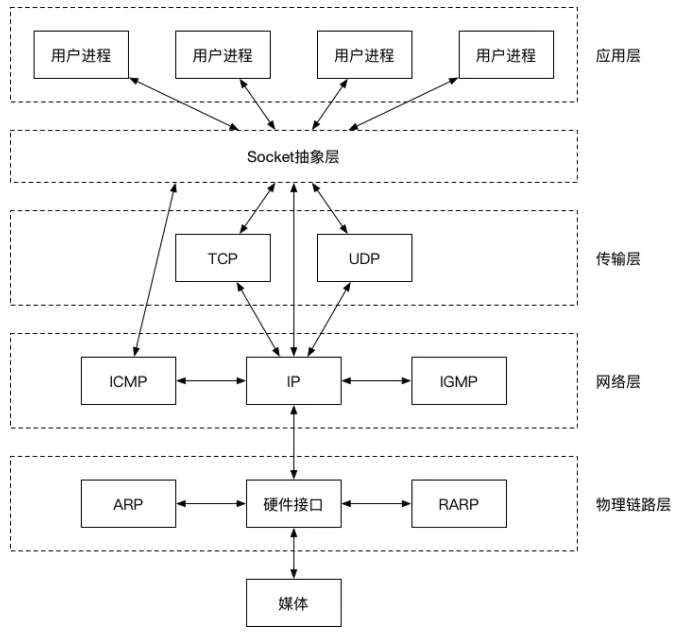 用户进程 用户进程 用户进程 用户进程 应用层
Socket抽象层
TCP UDP 传输层
ICMP IP IGMP 网络层
ARP 硬件接口 RARP 物理链路层
媒体